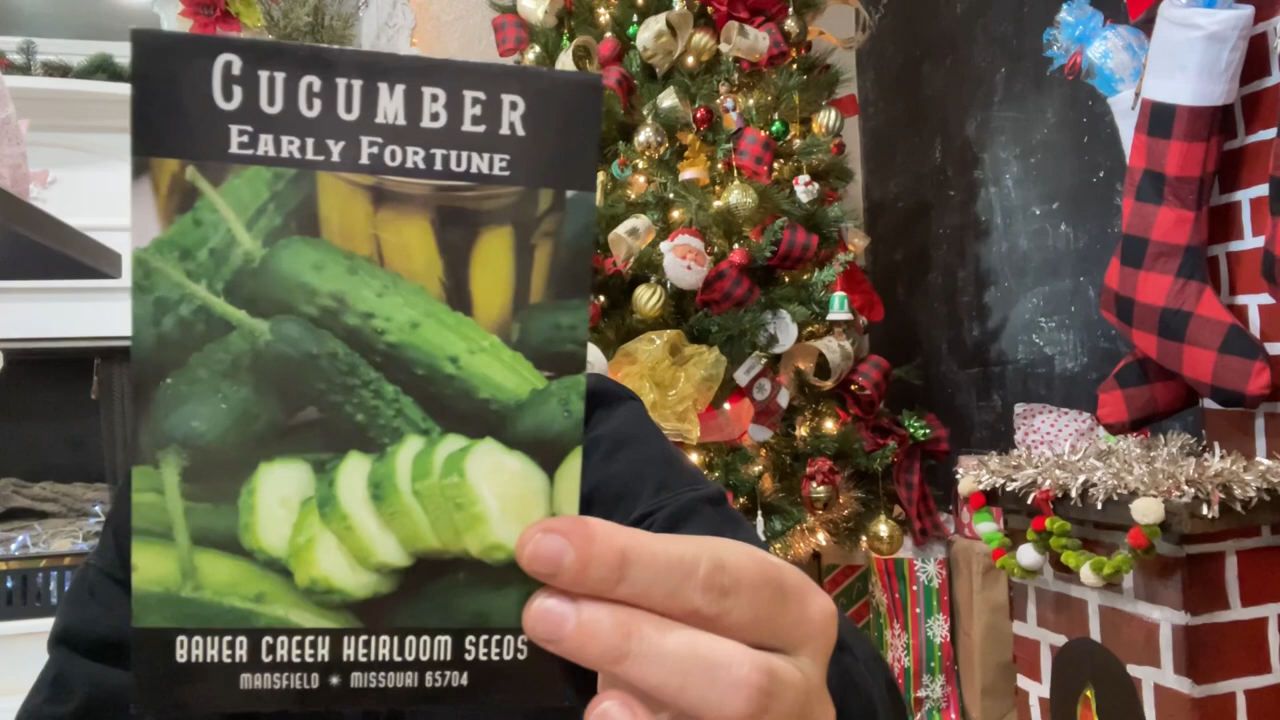 CUCUMBER
EARLY FORTUNE
BAKER CREEK HEIRLOOM SEEDS
MANSFIELD ✷ MISSOURI 65704